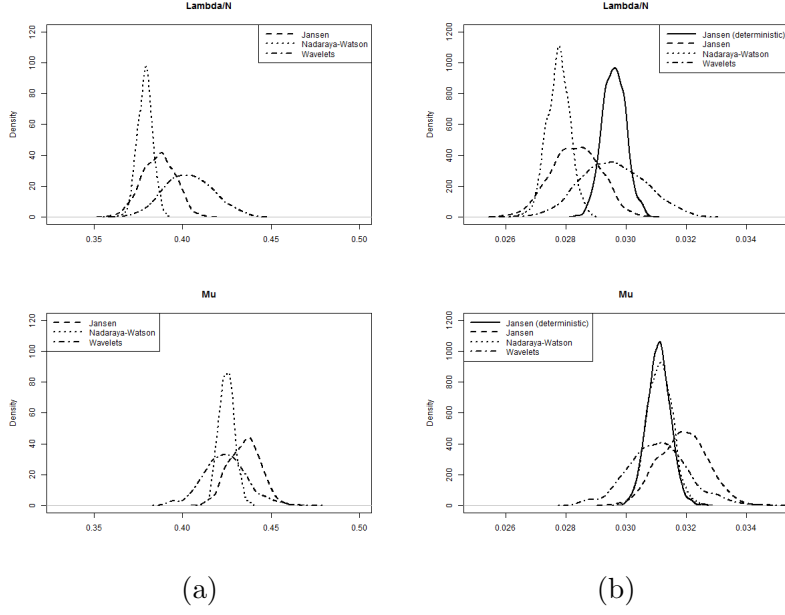 Lambda/N
Density
0 20 40 60 80 100 120
Jansen
Nadaraya-Watson
Wavelets
0.35 0.40 0.45 0.50
Lambda/N
Density
0 200 400 600 800 1000 1200
Jansen (deterministic)
Jansen
Nadaraya-Watson
Wavelets
0.026 0.028 0.030 0.032 0.034
Mu
Density
0 20 40 60 80 100 120
Jansen
Nadaraya-Watson
Wavelets
0.35 0.40 0.45 0.50
Mu
Density
0 200 400 600 800 1000 1200
Jansen (deterministic)
Jansen
Nadaraya-Watson
Wavelets
0.026 0.028 0.030 0.032 0.034
(a)
(b)